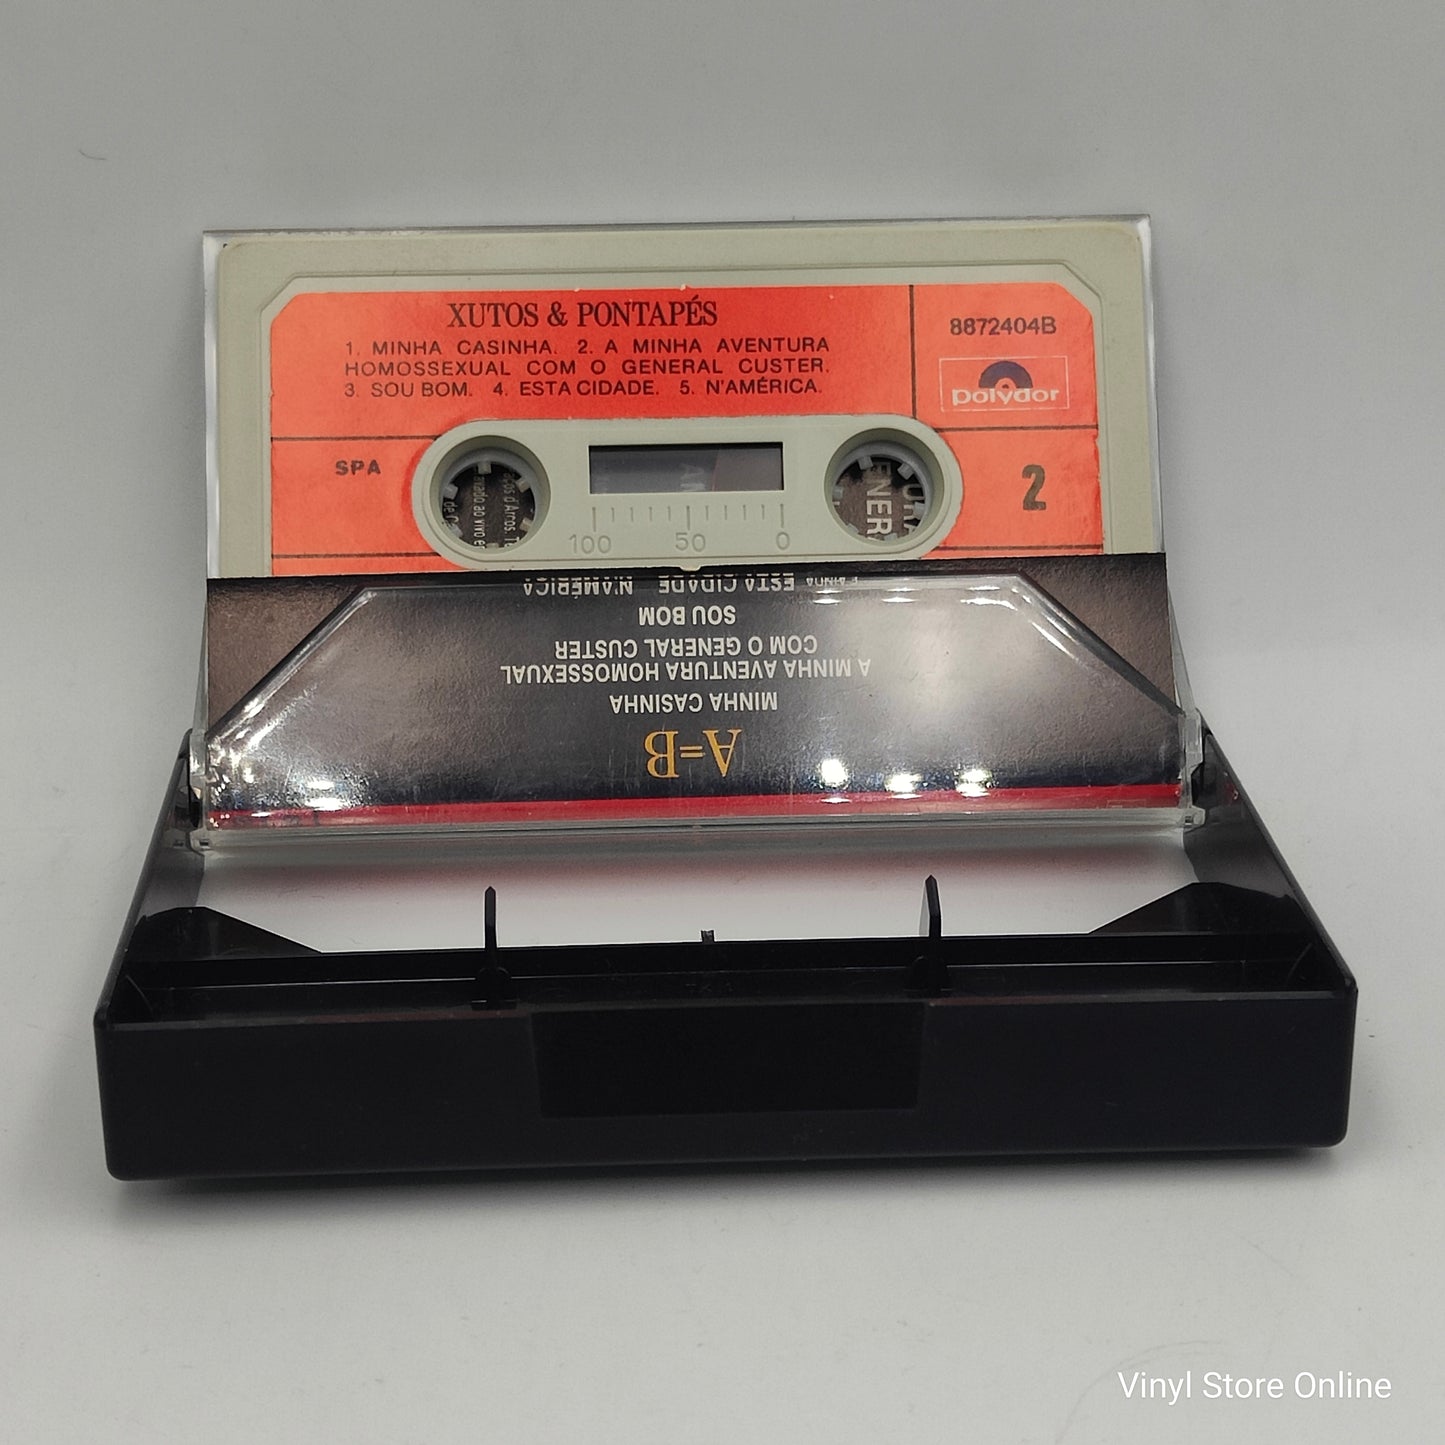 XUTOS & PONTAPÉS
1. MINHA CASINHA. 2. A MINHA AVENTURA
HOMOSSEXUAL COM O GENERAL CUSTER.
3. SOU BOM. 4. ESTA CIDADE. 5. N'AMÉRICA.
8872404B
polydor
SPA
2
100 50 0
A=B
MINHA CASINHA
A MINHA AVENTURA HOMOSSEXUAL
COM O GENERAL CUSTER
SOU BOM
ESTA CIDADE N'AMÉRICA
Vinyl Store Online